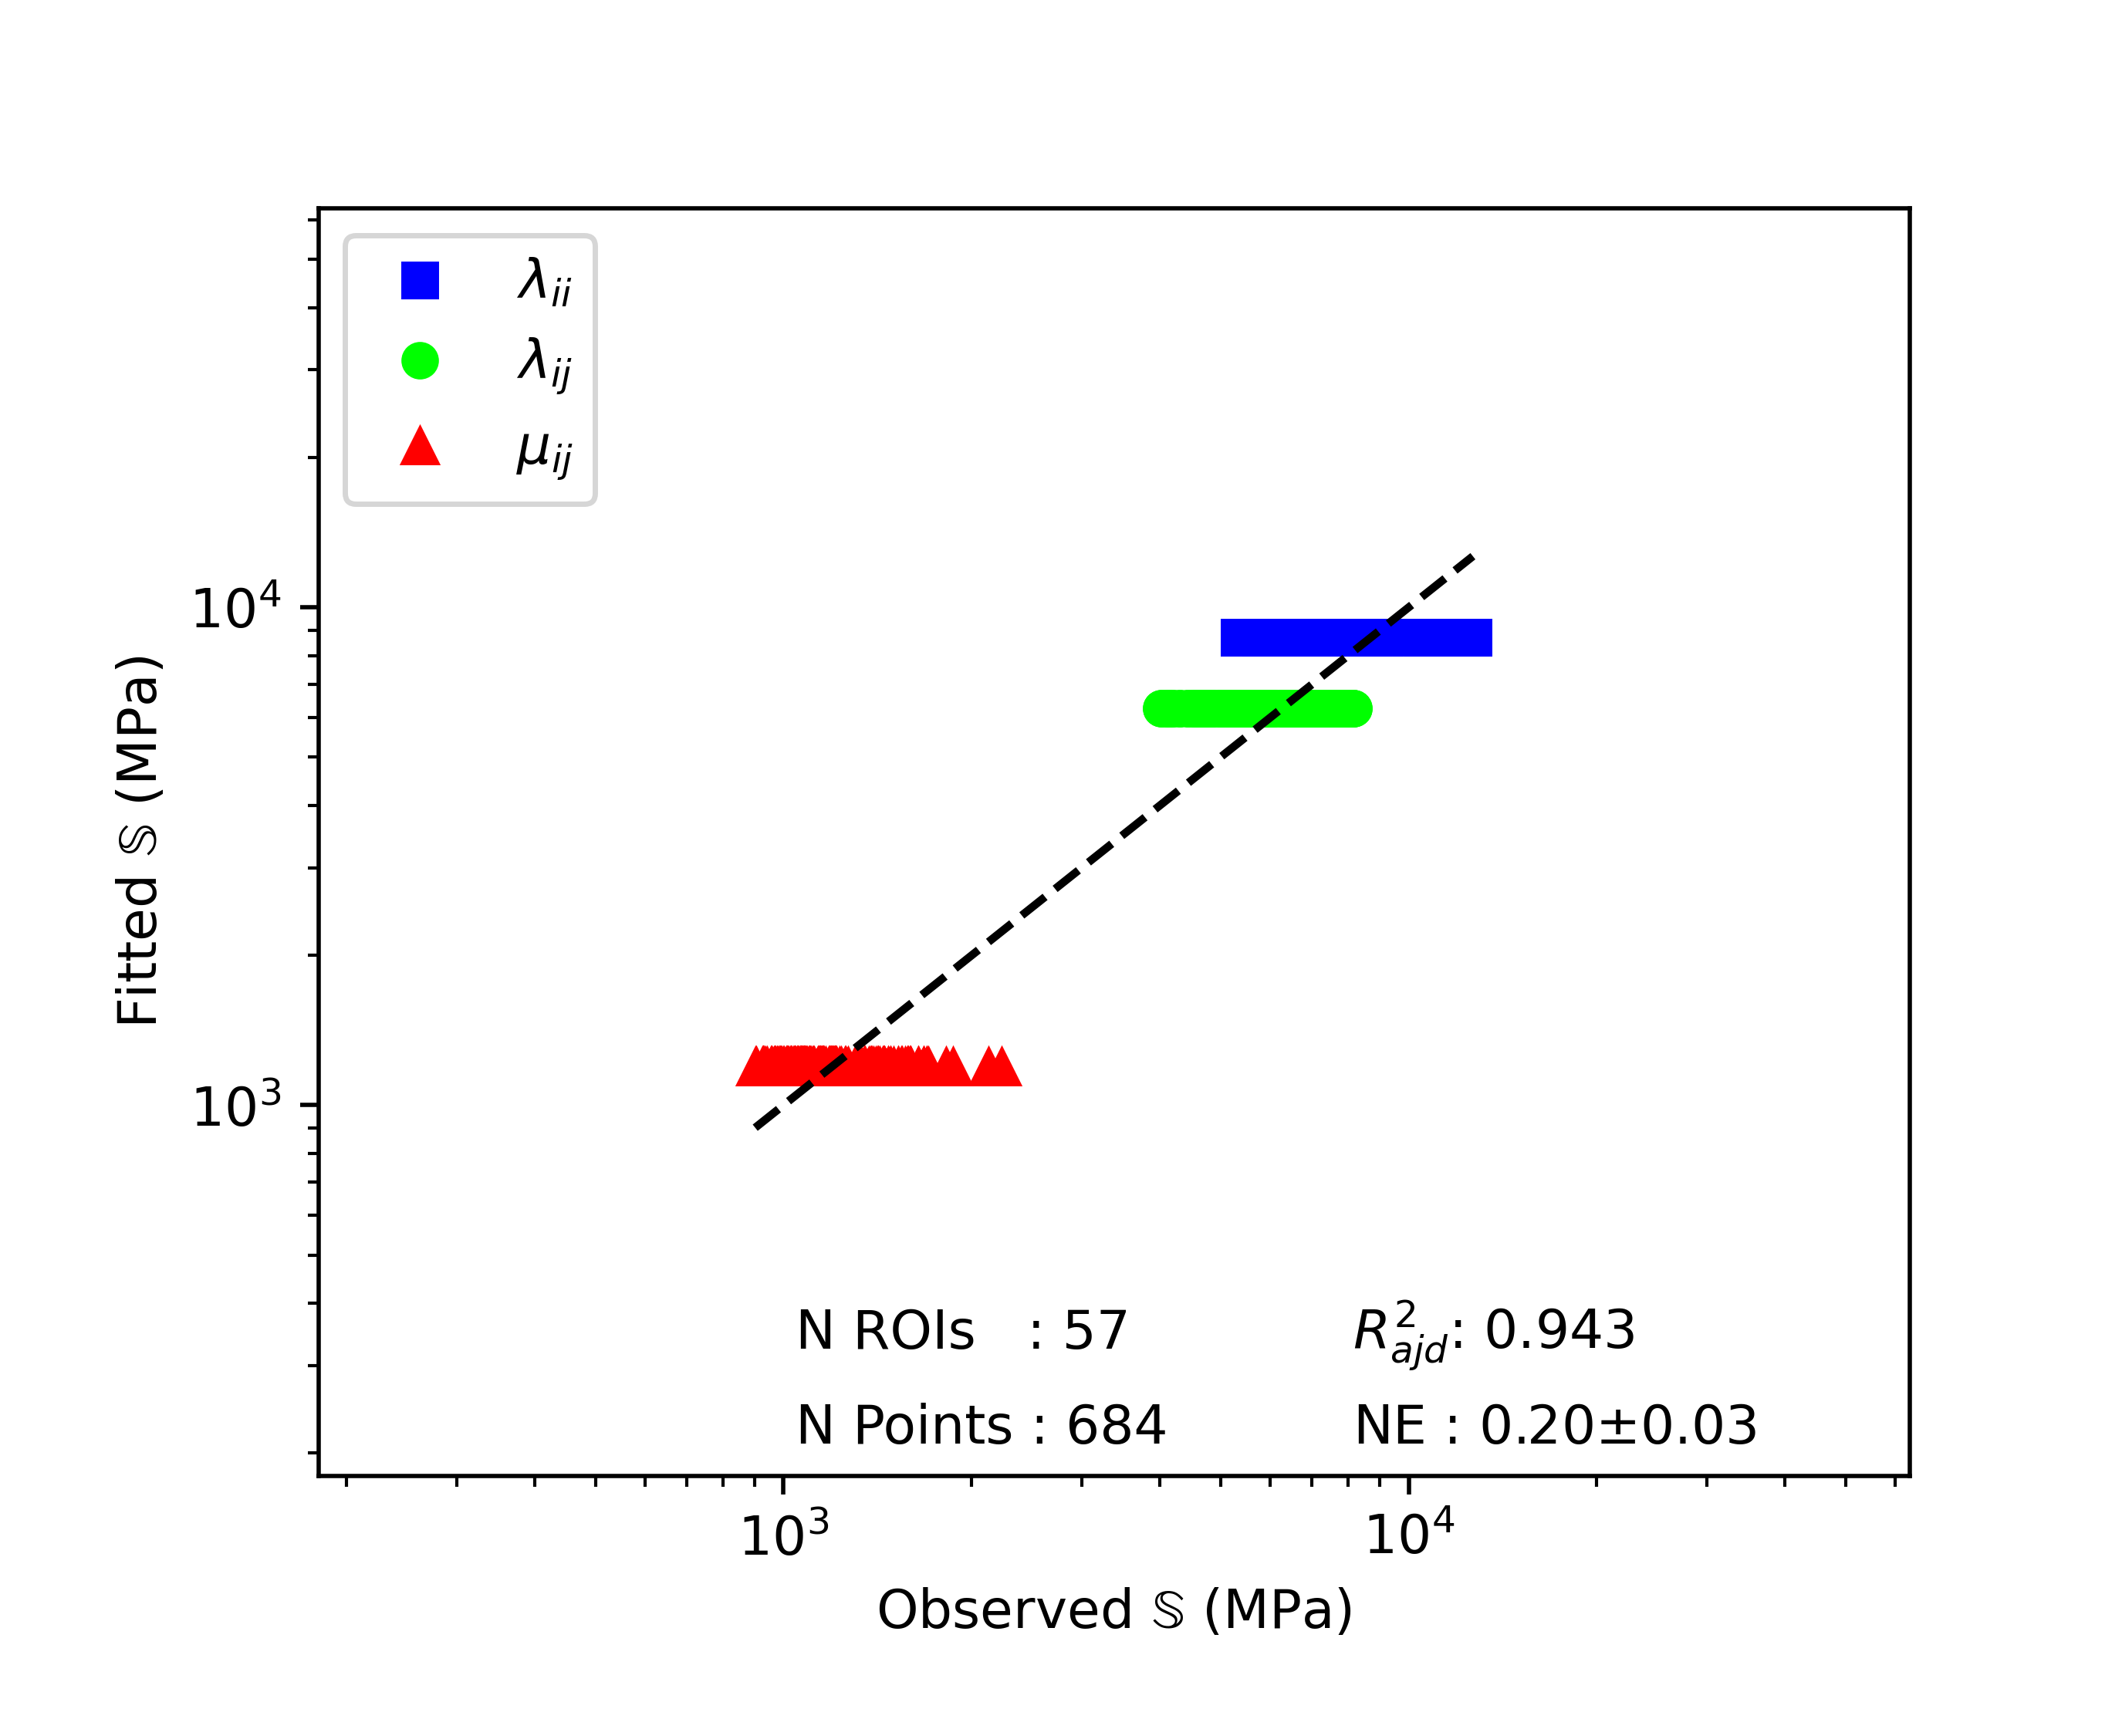 λii
λij
μij
10^4
10^3
Fitted 𝕊 (MPa)
N ROIs : 57
R^2_ajd: 0.943
N Points : 684
NE : 0.20±0.03
10^3
10^4
Observed 𝕊 (MPa)